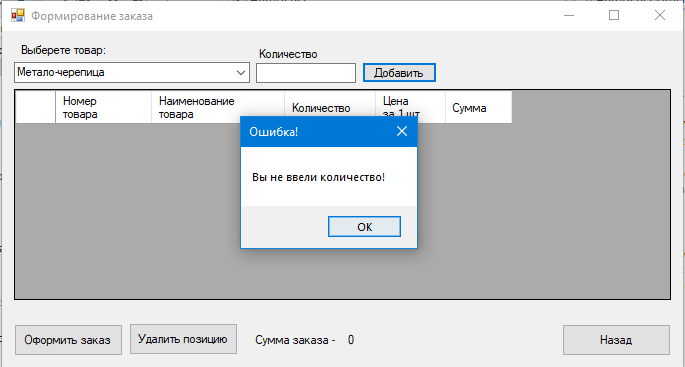 Формирование заказа
Выберете товар:
Количество
Метало-черепица
Добавить
Номер
товара
Наименование
товара
Количество
Цена
за 1 шт
Сумма
Ошибка!
Вы не ввели количество!
ОК
Оформить заказ
Удалить позицию
Сумма заказа -
0
Назад